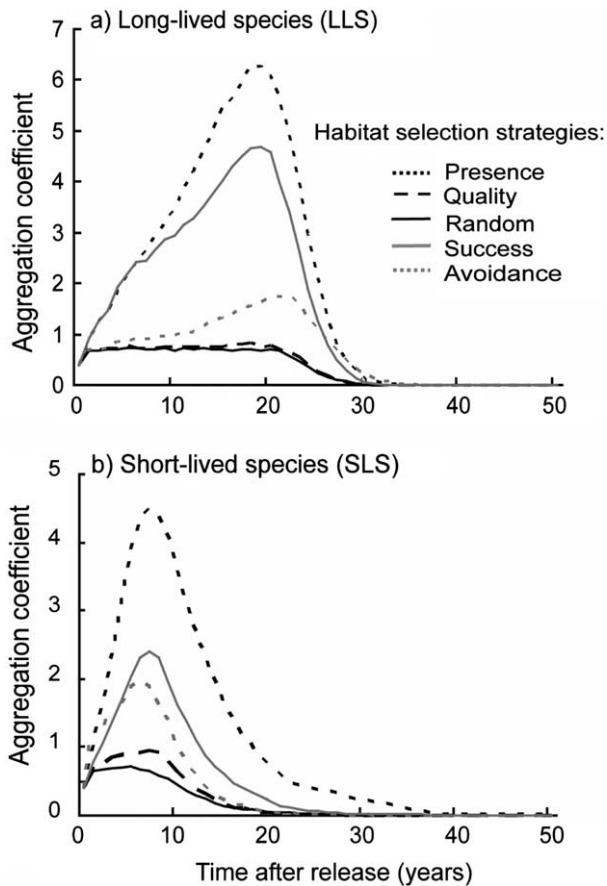 a) Long-lived species (LLS)
7
6
5
4
3
2
1
0
Aggregation coefficient
0 10 20 30 40 50
Habitat selection strategies:
Presence
Quality
Random
Success
Avoidance
b) Short-lived species (SLS)
5
4
3
2
1
0
Aggregation coefficient
0 10 20 30 40 50
Time after release (years)